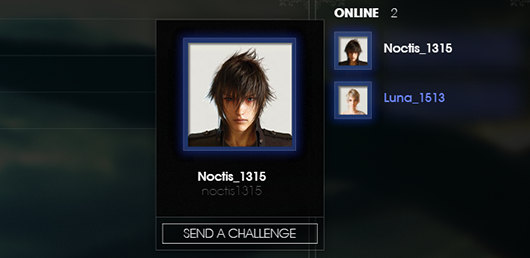 ONLINE 2
Noctis_1315
Luna_1513
Noctis_1315
noctis1315
SEND A CHALLENGE